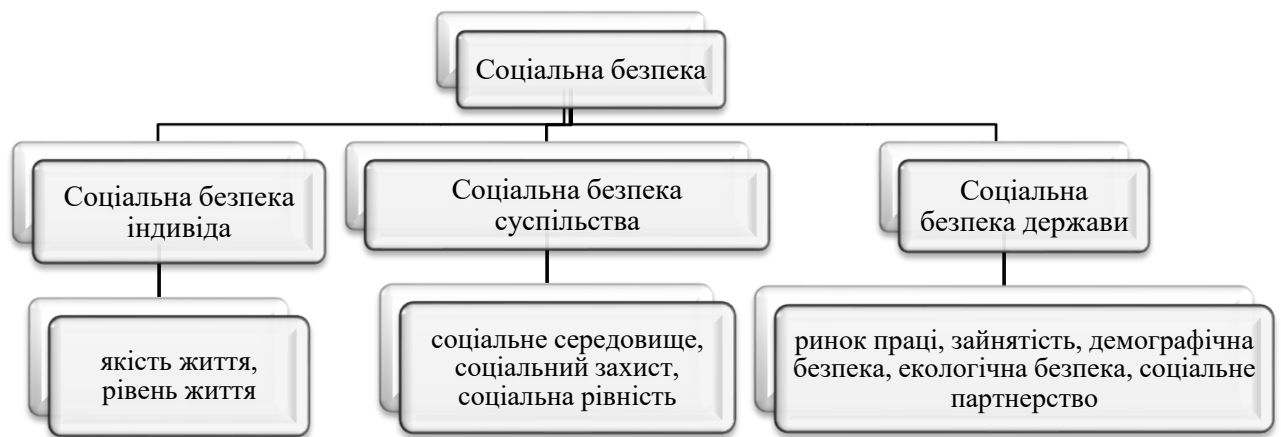 Соціальна безпека
Соціальна безпека
індивіда
Соціальна безпека
суспільства
Соціальна
безпека держави
якість життя,
рівень життя
соціальне середовище,
соціальний захист,
соціальна рівність
ринок праці, зайнятість, демографічна
безпека, екологічна безпека, соціальне
партнерство